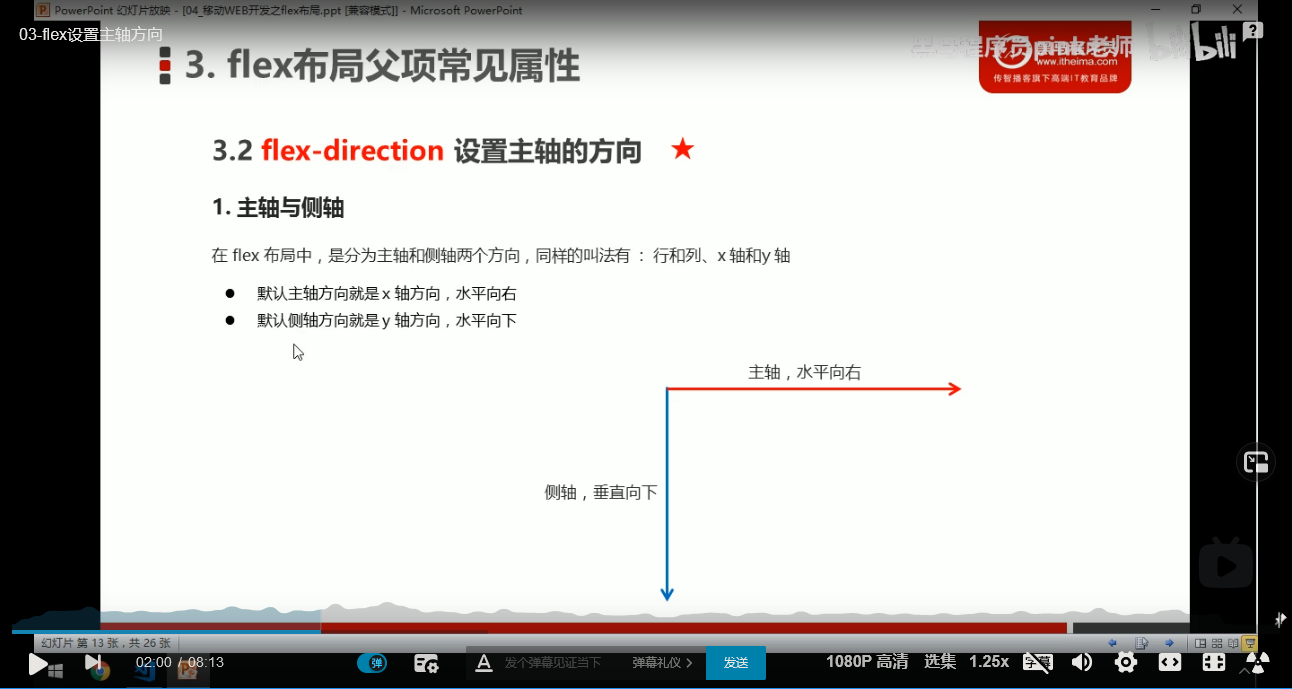 PowerPoint 幻灯片放映 - [04_移动WEB开发之flex布局.ppt [兼容模式]] - Microsoft PowerPoint
03-flex设置主轴方向
程序员pink老师
bilibili
www.itheima.com
传智播客旗下高端IT教育品牌
3. flex布局父项常见属性
3.2 flex-direction 设置主轴的方向 ★
1. 主轴与侧轴
在 flex 布局中，是分为主轴和侧轴两个方向，同样的叫法有 ： 行和列、x 轴和y 轴
● 默认主轴方向就是 x 轴方向，水平向右
● 默认侧轴方向就是 y 轴方向，水平向下
主轴，水平向右
侧轴，垂直向下
幻灯片 第 13 张，共 26 张
02:00 / 08:13
弹
发个弹幕见证当下
弹幕礼仪 >
发送
1080P 高清
选集
1.25x
字幕